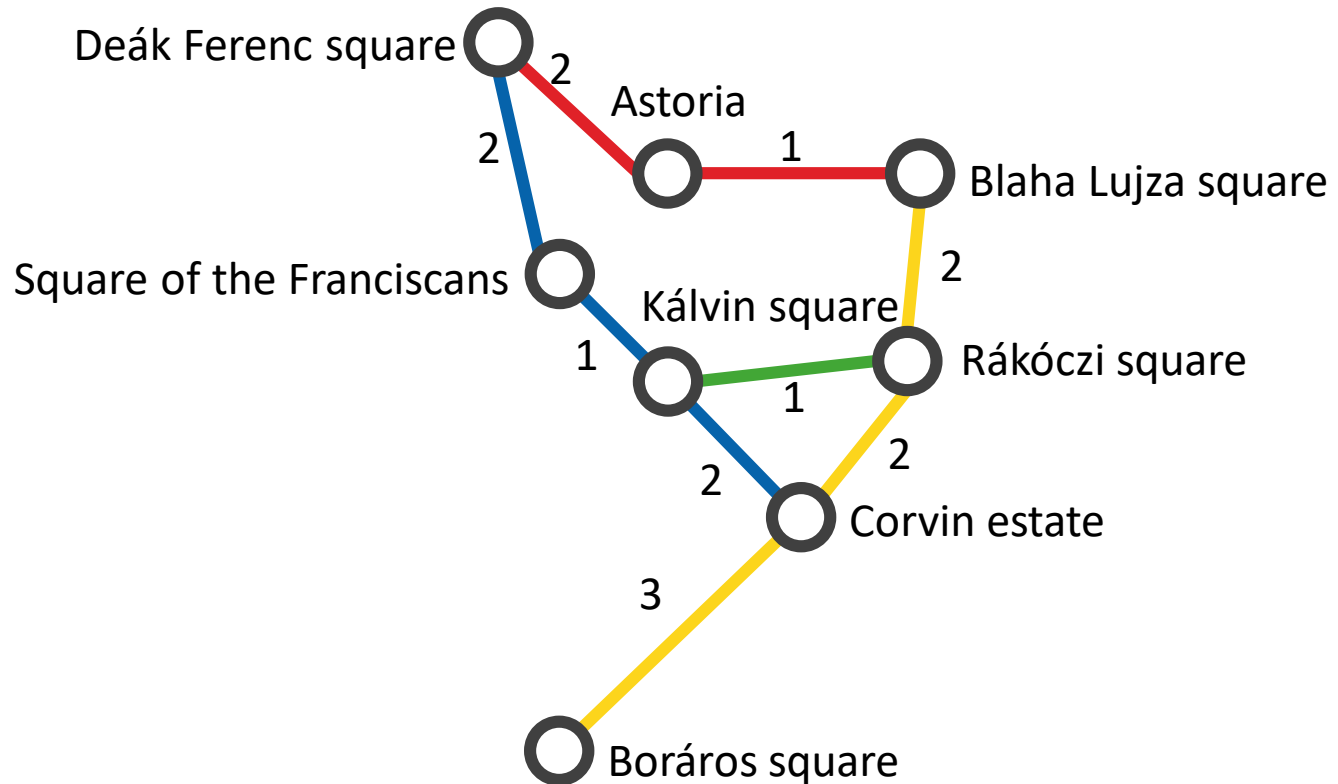 Deák Ferenc square
2
Astoria
2
1
Blaha Lujza square
Square of the Franciscans
2
Kálvin square
1
Rákóczi square
1
2
2
Corvin estate
3
Boráros square